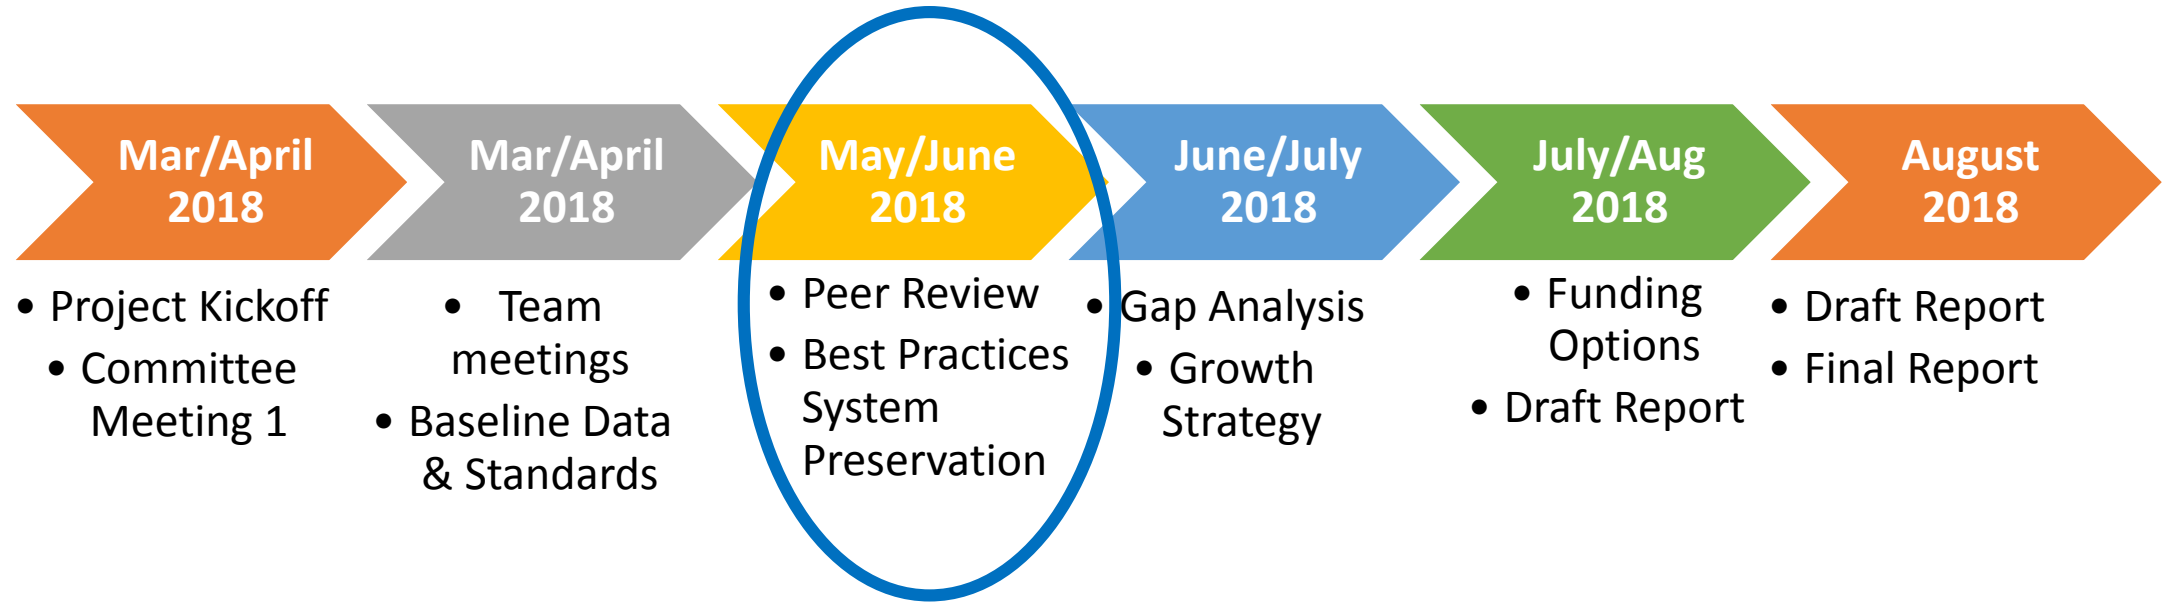 Mar/April
2018
• Project Kickoff
• Committee
Meeting 1
Mar/April
2018
• Team
meetings
• Baseline Data
& Standards
May/June
2018
• Peer Review
• Best Practices
System
Preservation
June/July
2018
• Gap Analysis
• Growth
Strategy
July/Aug
2018
• Funding
Options
• Draft Report
August
2018
• Draft Report
• Final Report